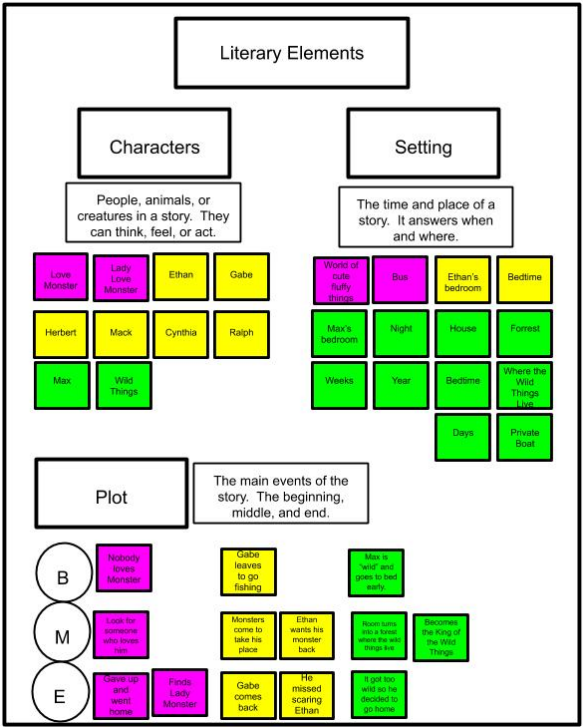 Literary Elements
Characters
Setting
People, animals, or
creatures in a story. They
can think, feel, or act.
The time and place of a
story. It answers when
and where.
Love
Monster
Lady
Love
Monster
Ethan
Gabe
World of
cute
fluffy
things
Bus
Ethan's
bedroom
Bedtime
Herbert
Mack
Cynthia
Ralph
Max's
bedroom
Night
House
Forrest
Max
Wild
Things
Weeks
Year
Bedtime
Where the
Wild
Things
Live
Days
Private
Boat
Plot
The main events of the
story. The beginning,
middle, and end.
B
Nobody
loves
Monster
Gabe
leaves
to go
fishing
Max is
"wild" and
goes to bed
early.
M
Look for
someone
who loves
him
Monsters
come to
take his
place
Ethan
wants his
monster
back
Room turns
into a forest
where the wild
things live
Becomes
the King of
the Wild
Things
E
Gave up
and
went
home
Finds
Lady
Monster
Gabe
comes
back
He
missed
scaring
Ethan
It got too
wild so he
decided to
go home